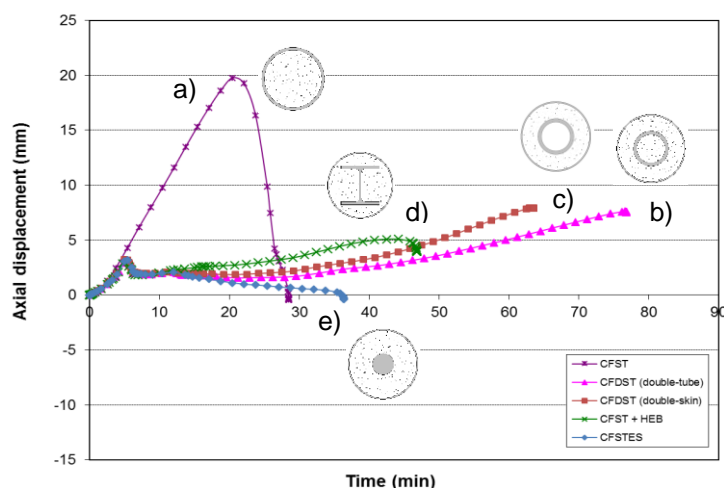 25
20
15
10
5
0
-5
-10
-15
0 10 20 30 40 50 60 70 80 90
Axial displacement (mm)
Time (min)
a)
c)
b)
d)
e)
CFST
CFDST (double-tube)
CFDST (double-skin)
CFST + HEB
CFSTES